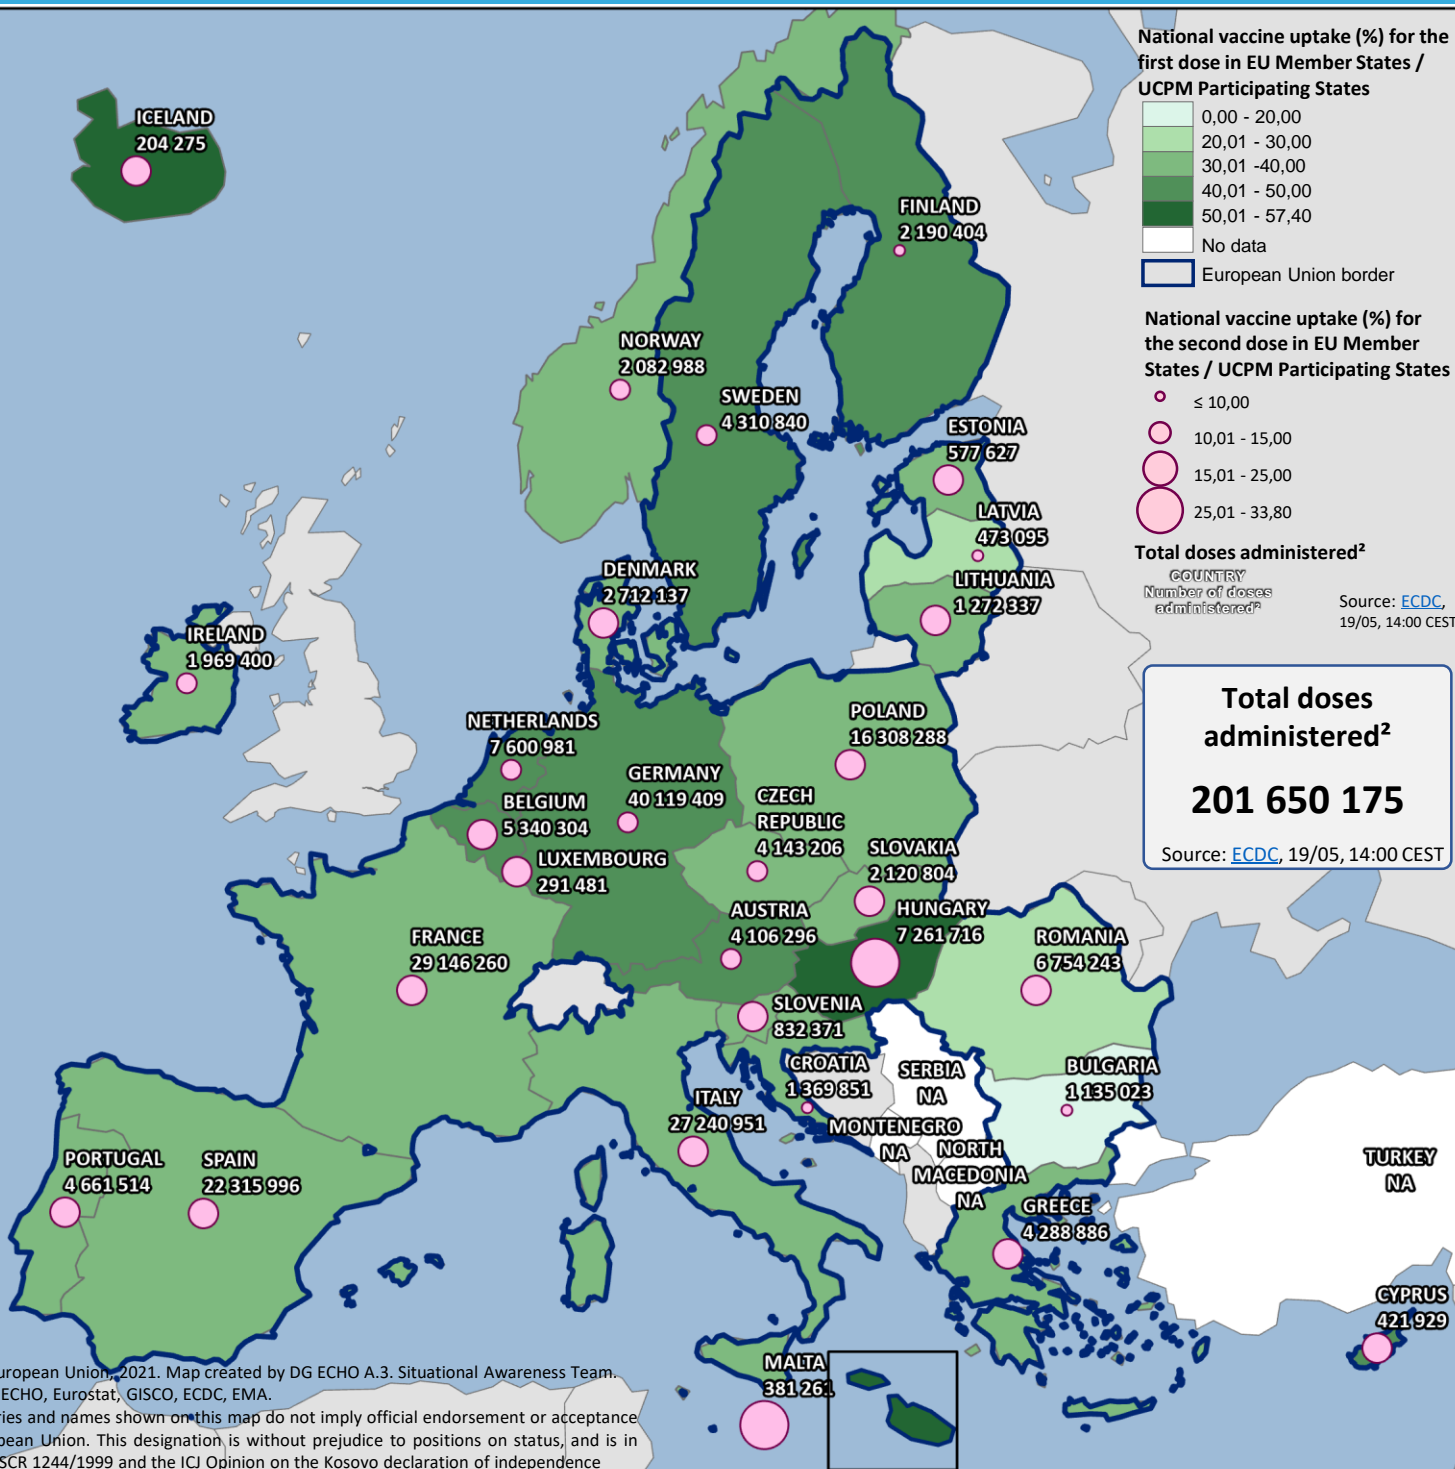 National vaccine uptake (%) for the
first dose in EU Member States /
UCPM Participating States
0,00 - 20,00
20,01 - 30,00
30,01 -40,00
40,01 - 50,00
50,01 - 57,40
No data
European Union border
National vaccine uptake (%) for
the second dose in EU Member
States / UCPM Participating States
≤ 10,00
10,01 - 15,00
15,01 - 25,00
25,01 - 33,80
Total doses administered²
COUNTRY
Number of doses
administered²
Source: ECDC,
19/05, 14:00 CEST
Total doses
administered²
201 650 175
Source: ECDC, 19/05, 14:00 CEST
ICELAND
204 275
FINLAND
2 190 404
NORWAY
2 082 988
SWEDEN
4 310 840
ESTONIA
577 627
LATVIA
473 095
LITHUANIA
1 272 337
DENMARK
2 712 137
IRELAND
1 969 400
NETHERLANDS
7 600 981
POLAND
16 308 288
GERMANY
40 119 409
BELGIUM
5 340 304
CZECH
REPUBLIC
4 143 206
LUXEMBOURG
291 481
SLOVAKIA
2 120 804
AUSTRIA
4 106 296
HUNGARY
7 261 716
FRANCE
29 146 260
ROMANIA
6 754 243
SLOVENIA
832 371
CROATIA
1 369 851
SERBIA
NA
BULGARIA
1 135 023
ITALY
27 240 951
MONTENEGRO
NA
NORTH
MACEDONIA
NA
PORTUGAL
4 661 514
SPAIN
22 315 996
TURKEY
NA
GREECE
4 288 886
CYPRUS
421 929
MALTA
381 261
uropean Union, 2021. Map created by DG ECHO A.3. Situational Awareness Team.
ECHO, Eurostat, GISCO, ECDC, EMA.
ries and names shown on this map do not imply official endorsement or acceptance
pean Union. This designation is without prejudice to positions on status, and is in
SCR 1244/1999 and the ICJ Opinion on the Kosovo declaration of independence